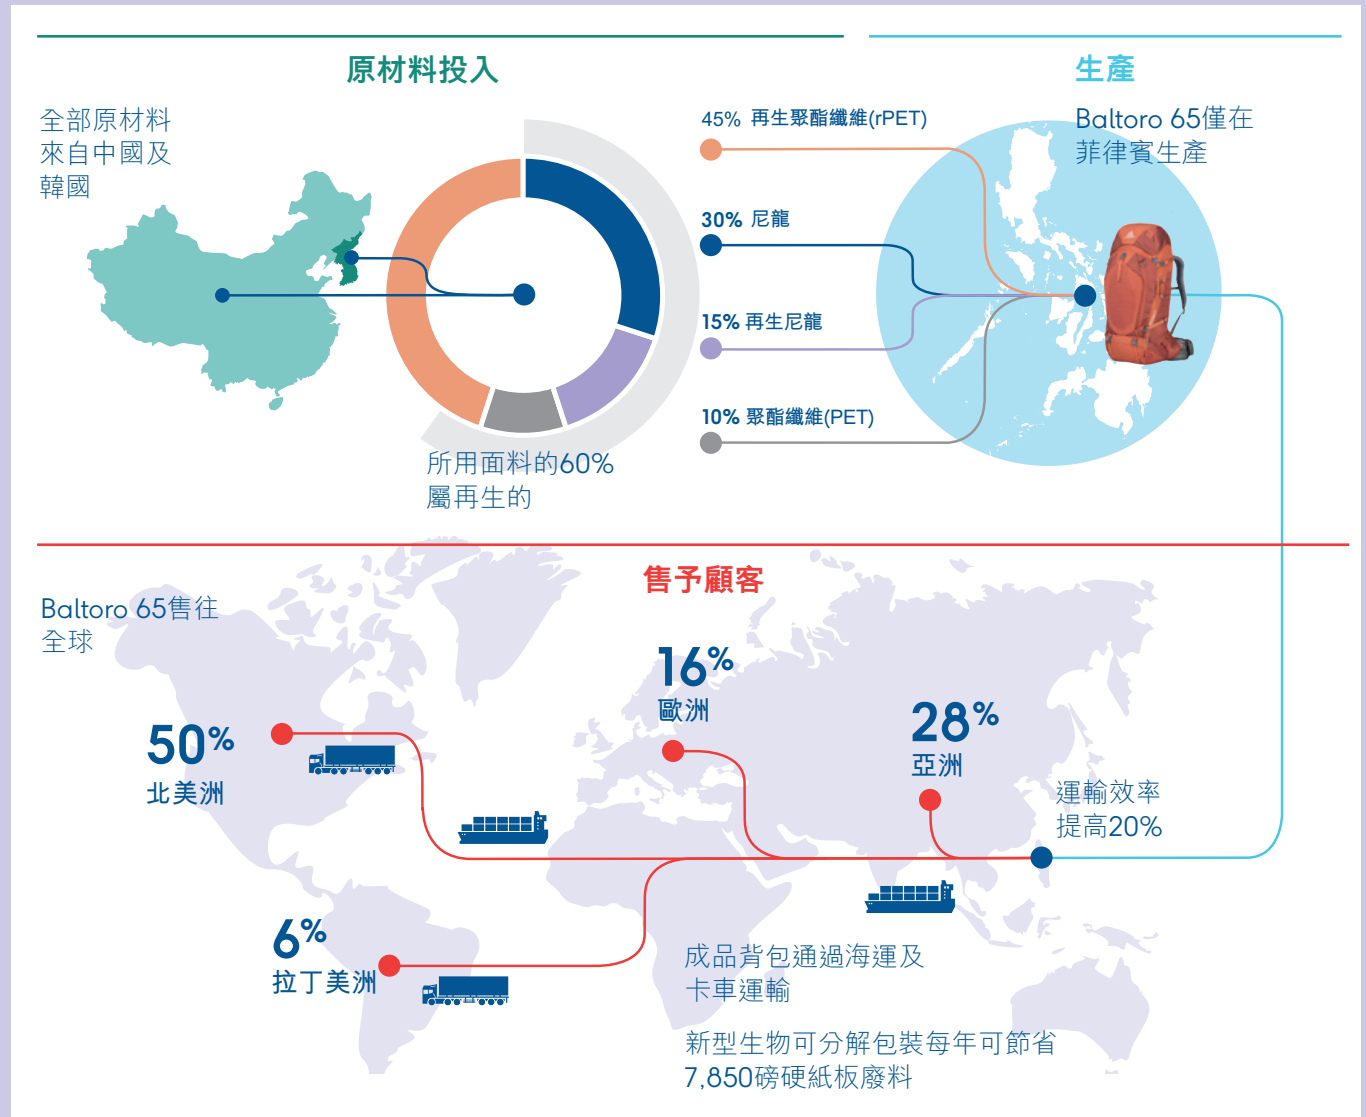 原材料投入
全部原材料
來自中國及
韓國
所用面料的60%
屬再生的
45% 再生聚酯纖維(rPET)
30% 尼龍
15% 再生尼龍
10% 聚酯纖維(PET)
生產
Baltoro 65僅在
菲律賓生產
售予顧客
Baltoro 65售往
全球
50%
北美洲
16%
歐洲
28%
亞洲
6%
拉丁美洲
運輸效率
提高20%
成品背包通過海運及
卡車運輸
新型生物可分解包裝每年可節省
7,850磅硬紙板廢料